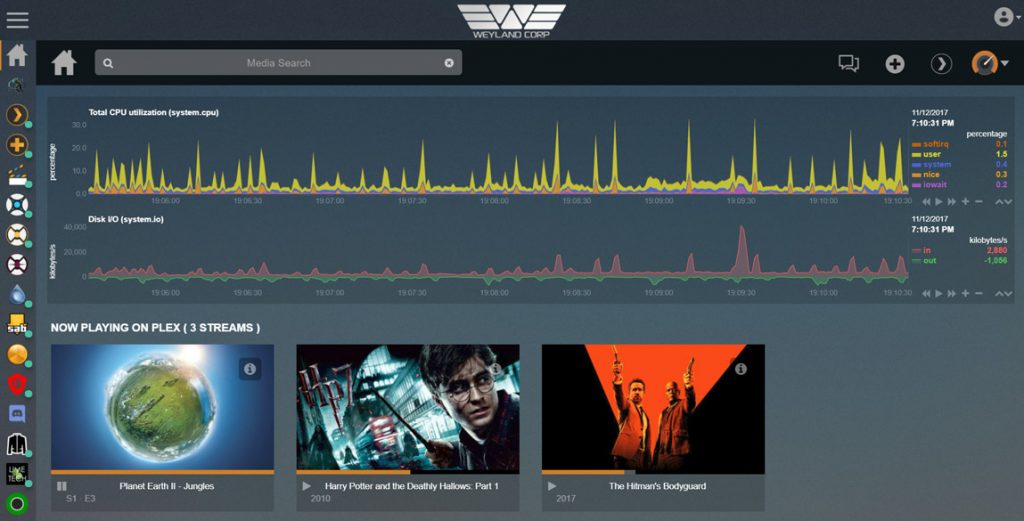 WEYLAND CORP
Media Search
Total CPU utilization (system.cpu)
11/12/2017
7:10:31 PM
percentage
30.0
20.0
10.0
0.0
percentage
softirq 0.1
user 1.5
system 0.4
nice 0.3
iowait 0.2
19:06:00 19:06:30 19:07:00 19:07:30 19:08:00 19:08:30 19:09:00 19:09:30 19:10:00 19:10:30
Disk I/O (system.io)
11/12/2017
7:10:31 PM
kilobytes/s
40,000
20,000
0
kilobytes/s
in 2,880
out -1,056
19:06:00 19:06:30 19:07:00 19:07:30 19:08:00 19:08:30 19:09:00 19:09:30 19:10:00 19:10:30
NOW PLAYING ON PLEX ( 3 STREAMS )
HP7
Planet Earth II - Jungles
S1 · E3
Harry Potter and the Deathly Hallows: Part 1
2010
The Hitman's Bodyguard
2017
sab
LIVE
TECH